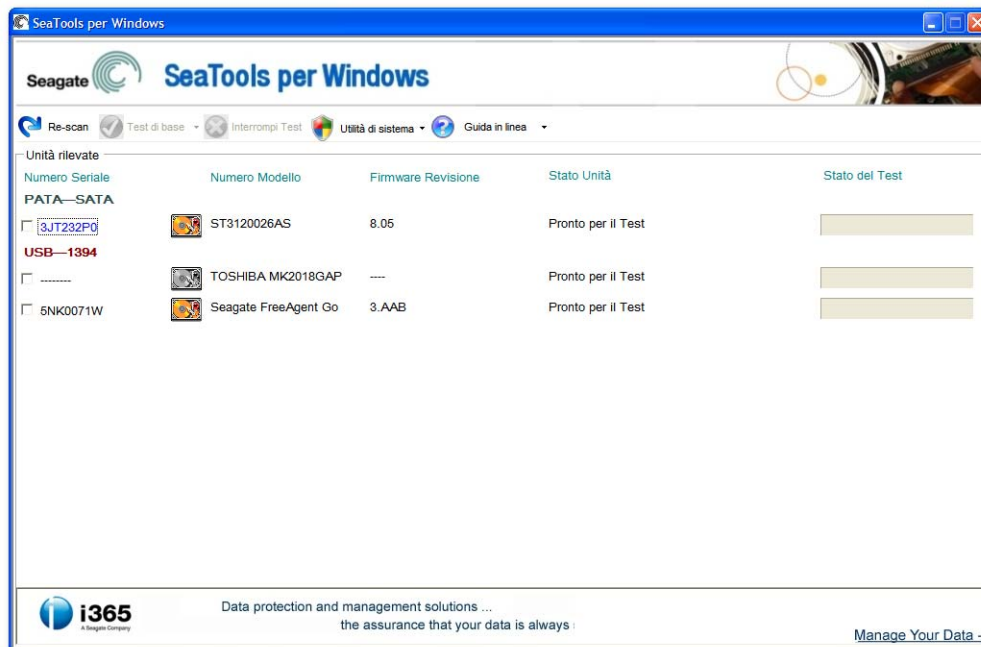 SeaTools per Windows
Seagate SeaTools per Windows
Re-scan Test di base Interrompi Test Utilità di sistema Guida in linea
Unità rilevate
Numero Seriale Numero Modello Firmware Revisione Stato Unità Stato del Test
PATA—SATA
3JT232P0 ST3120026AS 8.05 Pronto per il Test
USB—1394
-------- TOSHIBA MK2018GAP ---- Pronto per il Test
5NK0071W Seagate FreeAgent Go 3.AAB Pronto per il Test
i365
A Seagate Company
Data protection and management solutions ...
the assurance that your data is always
Manage Your Data -